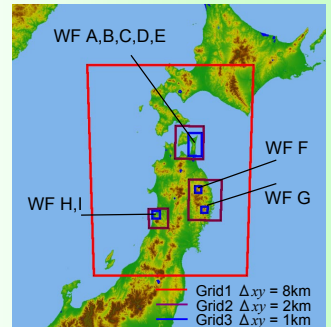 WF A,B,C,D,E
WF F
WF G
WF H,I
Grid1 Δxy = 8km
Grid2 Δxy = 2km
Grid3 Δxy = 1km